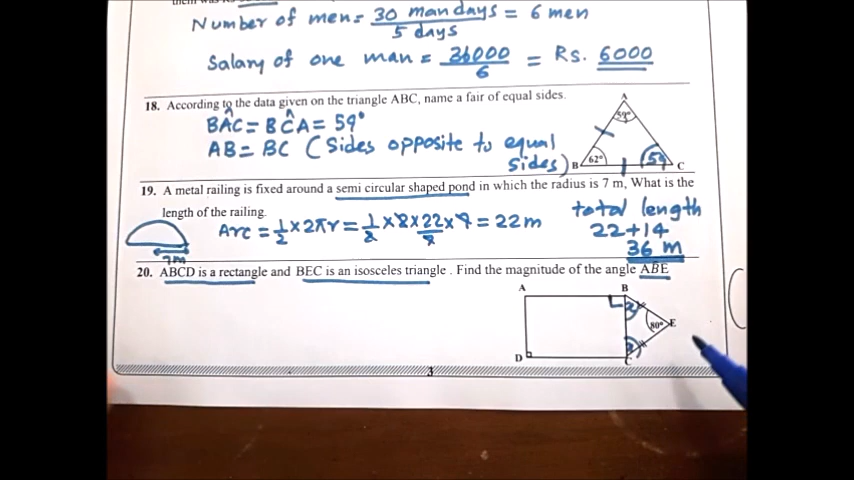 Number of men = 30 mandays = 6 men
5 days
Salary of one man = 36000 = Rs. 6000
6
18. According to the data given on the triangle ABC, name a fair of equal sides.
BAC = BCA = 59°
AB = BC (Sides opposite to equal
sides)
A
59°
B
62°
59
C
19. A metal railing is fixed around a semi circular shaped pond in which the radius is 7 m, What is the
length of the railing.
Arc = 1/2 × 2πr = 1/2 × 2 × 22/7 × 7 = 22 m
7m
total length
22+14
36 m
20. ABCD is a rectangle and BEC is an isosceles triangle . Find the magnitude of the angle ABE
A
B
80°
E
D
C
3